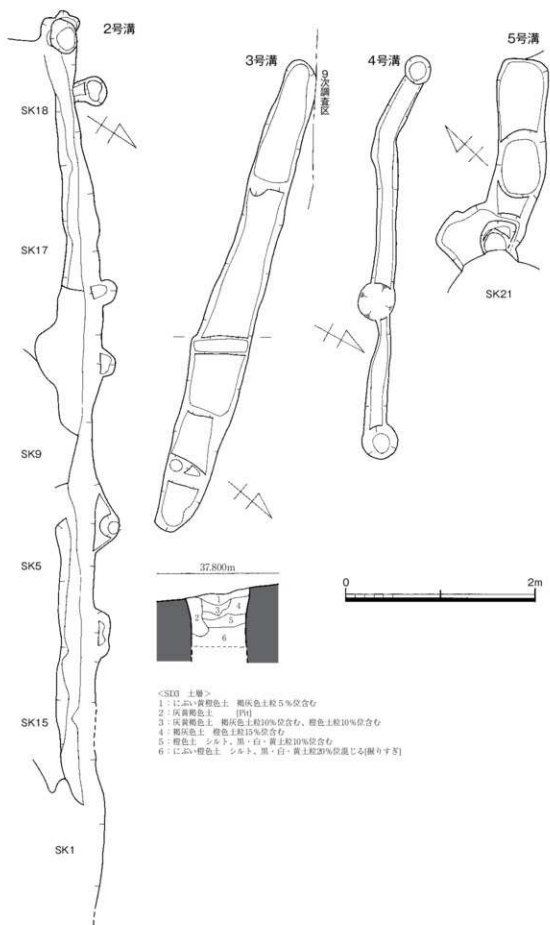 2号溝
3号溝
4号溝
5号溝
9次調査区
SK18
SK17
SK9
SK5
SK15
SK1
SK21
37.800m
1
2
3
4
5
6
0
2m
<SD3 土層>
1：にぶい黄橙色土 褐灰色土粒5％位含む
2：灰黄褐色土 [Pit]
3：灰黄褐色土 褐灰色土粒10％位含む、橙色土粒10％位含む
4：褐灰色土 橙色土粒15％位含む
5：橙色土 シルト、黒・白・黄土粒10％位含む
6：にぶい橙色土 シルト、黒・白・黄土粒20％位混じる[掘りすぎ]